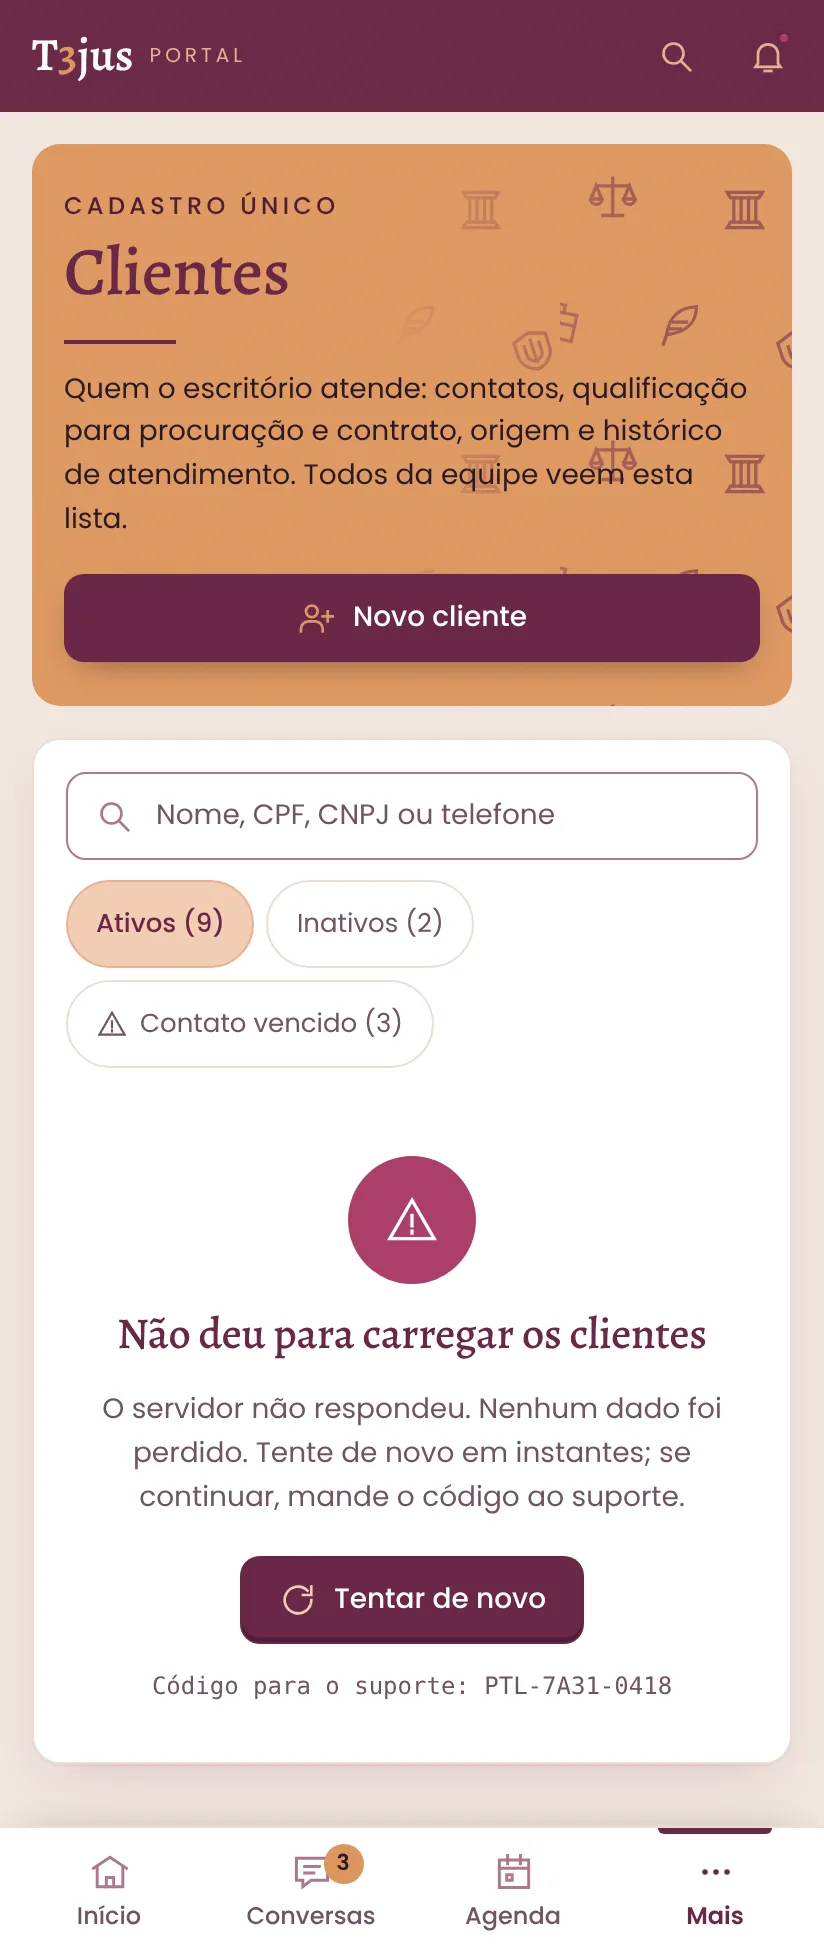 T3jus PORTAL
CADASTRO ÚNICO
Clientes
Quem o escritório atende: contatos, qualificação
para procuração e contrato, origem e histórico
de atendimento. Todos da equipe veem esta
lista.
Novo cliente
Nome, CPF, CNPJ ou telefone
Ativos (9) Inativos (2)
Contato vencido (3)
Não deu para carregar os clientes
O servidor não respondeu. Nenhum dado foi
perdido. Tente de novo em instantes; se
continuar, mande o código ao suporte.
Tentar de novo
Código para o suporte: PTL-7A31-0418
3
Início Conversas Agenda Mais